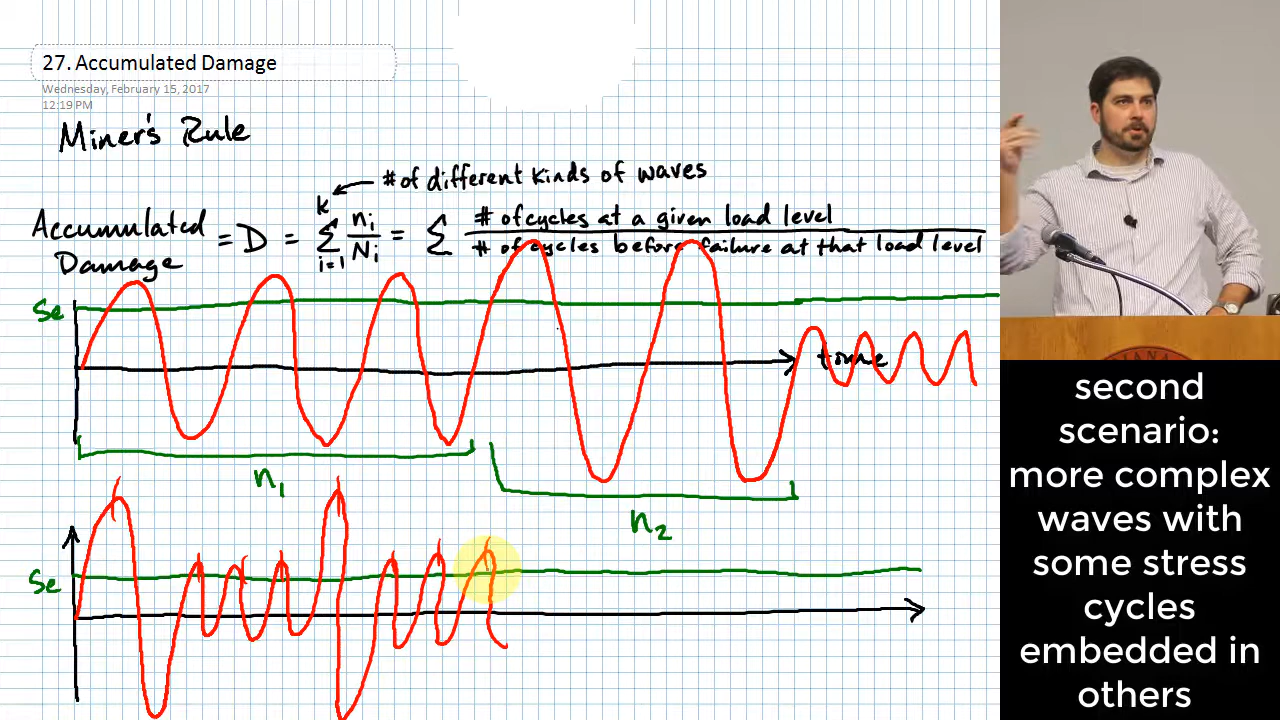 27. Accumulated Damage
Wednesday, February 15, 2017
12:19 PM
Miner's Rule
# of different kinds of waves
Accumulated Damage = D = k Σ i=1 ni/Ni = Σ # of cycles at a given load level / # of cycles before failure at that load level
Se
time
n1
n2
Se
second
scenario:
more complex
waves with
some stress
cycles
embedded in
others